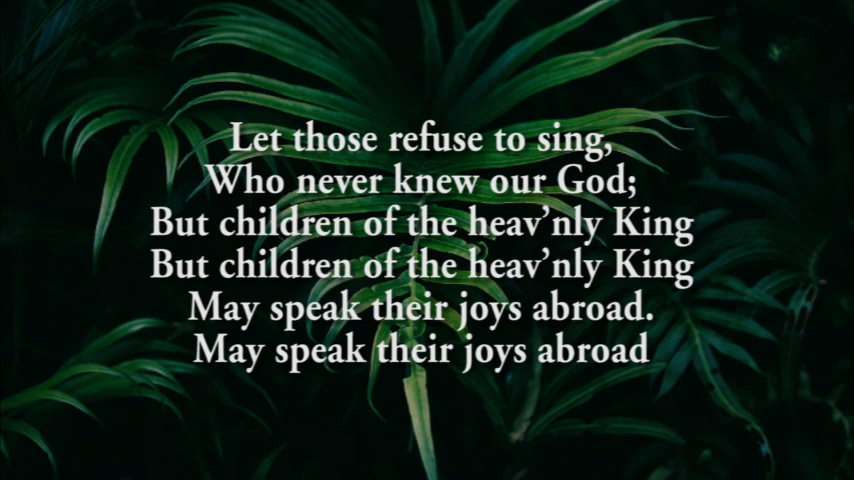 Let those refuse to sing,
Who never knew our God;
But children of the heav’nly King
But children of the heav’nly King
May speak their joys abroad.
May speak their joys abroad